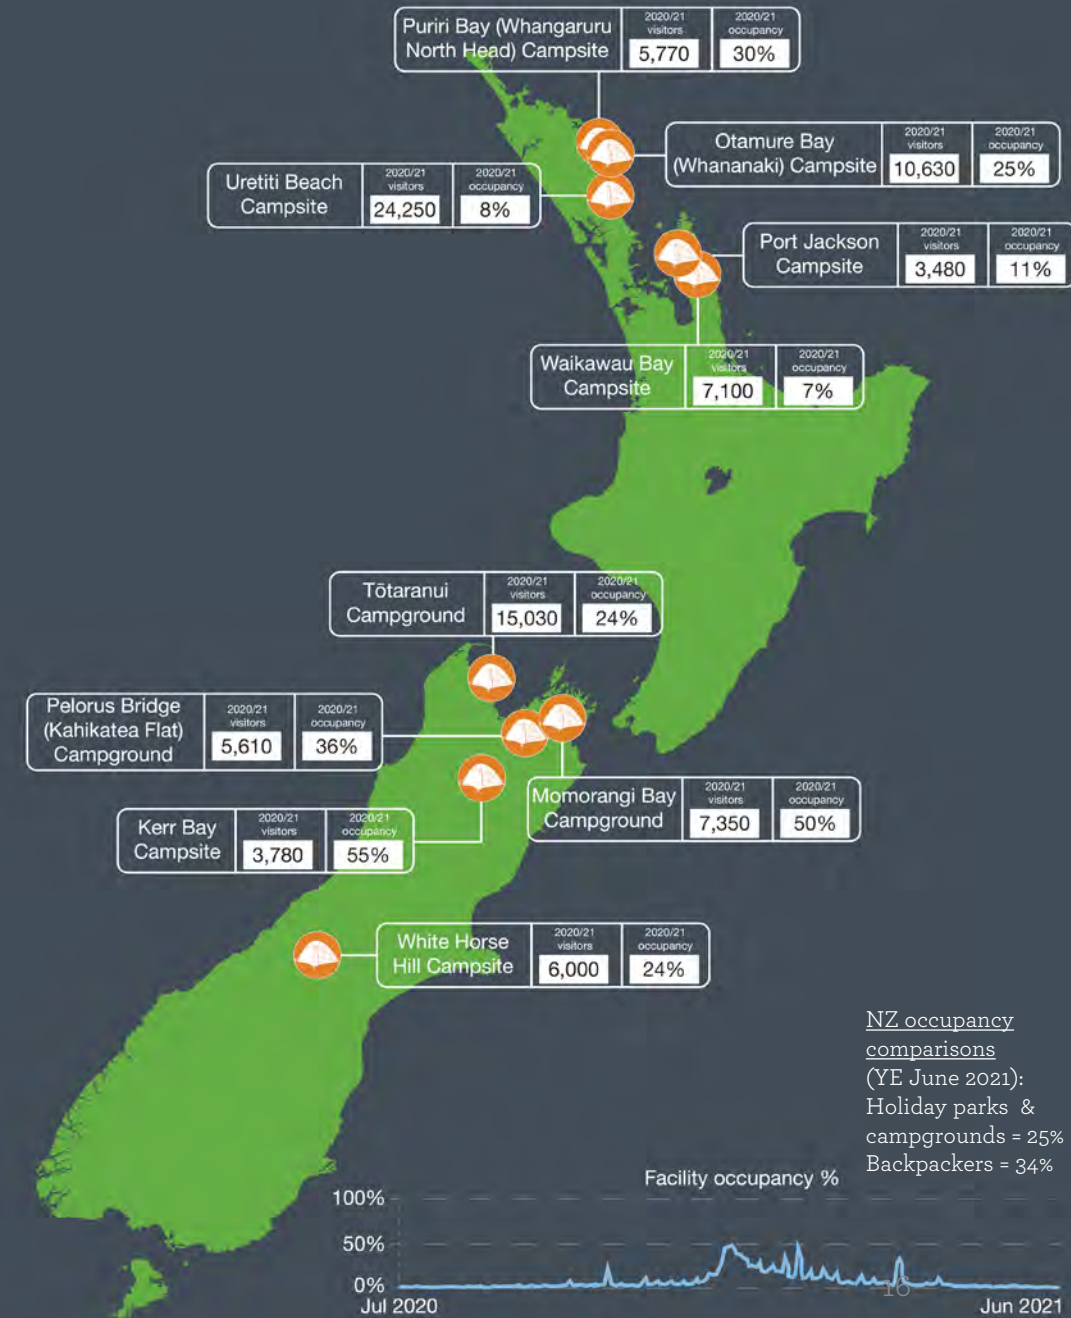 Puriri Bay (Whangaruru
North Head) Campsite
2020/21
visitors
5,770
2020/21
occupancy
30%
Otamure Bay
(Whananaki) Campsite
2020/21
visitors
10,630
2020/21
occupancy
25%
Uretiti Beach
Campsite
2020/21
visitors
24,250
2020/21
occupancy
8%
Port Jackson
Campsite
2020/21
visitors
3,480
2020/21
occupancy
11%
Waikawau Bay
Campsite
2020/21
visitors
7,100
2020/21
occupancy
7%
Tōtaranui
Campground
2020/21
visitors
15,030
2020/21
occupancy
24%
Pelorus Bridge
(Kahikatea Flat)
Campground
2020/21
visitors
5,610
2020/21
occupancy
36%
Momorangi Bay
Campground
2020/21
visitors
7,350
2020/21
occupancy
50%
Kerr Bay
Campsite
2020/21
visitors
3,780
2020/21
occupancy
55%
White Horse
Hill Campsite
2020/21
visitors
6,000
2020/21
occupancy
24%
NZ occupancy
comparisons
(YE June 2021):
Holiday parks &
campgrounds = 25%
Backpackers = 34%
Facility occupancy %
100%
50%
0%
Jul 2020
Jun 2021
16